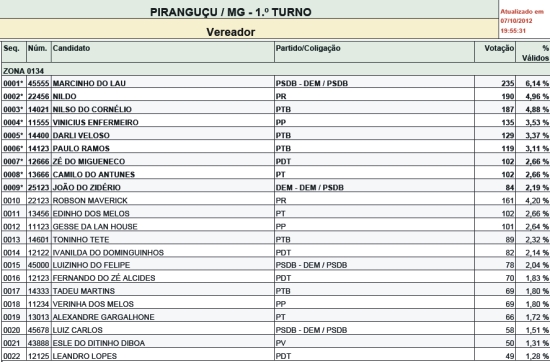 PIRANGUÇU / MG - 1.º TURNO
Atualizado em
07/10/2012
19:55:31
Vereador
Seq. Núm. Candidato Partido/Coligação Votação % Válidos
ZONA 0134
0001* 45555 MARCINHO DO LAU PSDB - DEM / PSDB 235 6,14 %
0002* 22456 NILDO PR 190 4,96 %
0003* 14021 NILSO DO CORNÉLIO PTB 187 4,88 %
0004* 11555 VINICIUS ENFERMEIRO PP 135 3,53 %
0005* 14400 DARLI VELOSO PTB 129 3,37 %
0006* 14123 PAULO RAMOS PTB 119 3,11 %
0007* 12666 ZÉ DO MIGUENECO PDT 102 2,66 %
0008* 13666 CAMILO DO ANTUNES PT 102 2,66 %
0009* 25123 JOÃO DO ZIDÉRIO DEM - DEM / PSDB 84 2,19 %
0010 22123 ROBSON MAVERICK PR 161 4,20 %
0011 13456 EDINHO DOS MELOS PT 102 2,66 %
0012 11123 GESSE DA LAN HOUSE PP 101 2,64 %
0013 14601 TONINHO TETE PTB 89 2,32 %
0014 12122 IVANILDA DO DOMINGUINHOS PDT 82 2,14 %
0015 45000 LUIZINHO DO FELIPE PSDB - DEM / PSDB 78 2,04 %
0016 12123 FERNANDO DO ZÉ ALCIDES PDT 70 1,83 %
0017 14333 TADEU MARTINS PTB 69 1,80 %
0018 11234 VERINHA DOS MELOS PP 69 1,80 %
0019 13013 ALEXANDRE GARGALHONE PT 66 1,72 %
0020 45678 LUIZ CARLOS PSDB - DEM / PSDB 58 1,51 %
0021 43888 ESLE DO DITINHO DIBOA PV 50 1,31 %
0022 12125 LEANDRO LOPES PDT 49 1,28 %